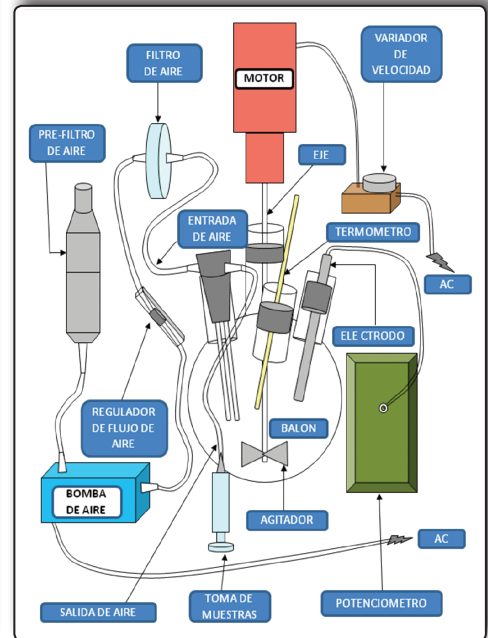 FILTRO
DE AIRE
MOTOR
VARIADOR
DE
VELOCIDAD
PRE-FILTRO
DE AIRE
EJE
ENTRADA
DE AIRE
TERMOMETRO
AC
ELE CTRODO
REGULADOR
DE FLUJO DE
AIRE
BALON
BOMBA
DE AIRE
AGITADOR
AC
SALIDA DE AIRE
TOMA DE
MUESTRAS
POTENCIOMETRO